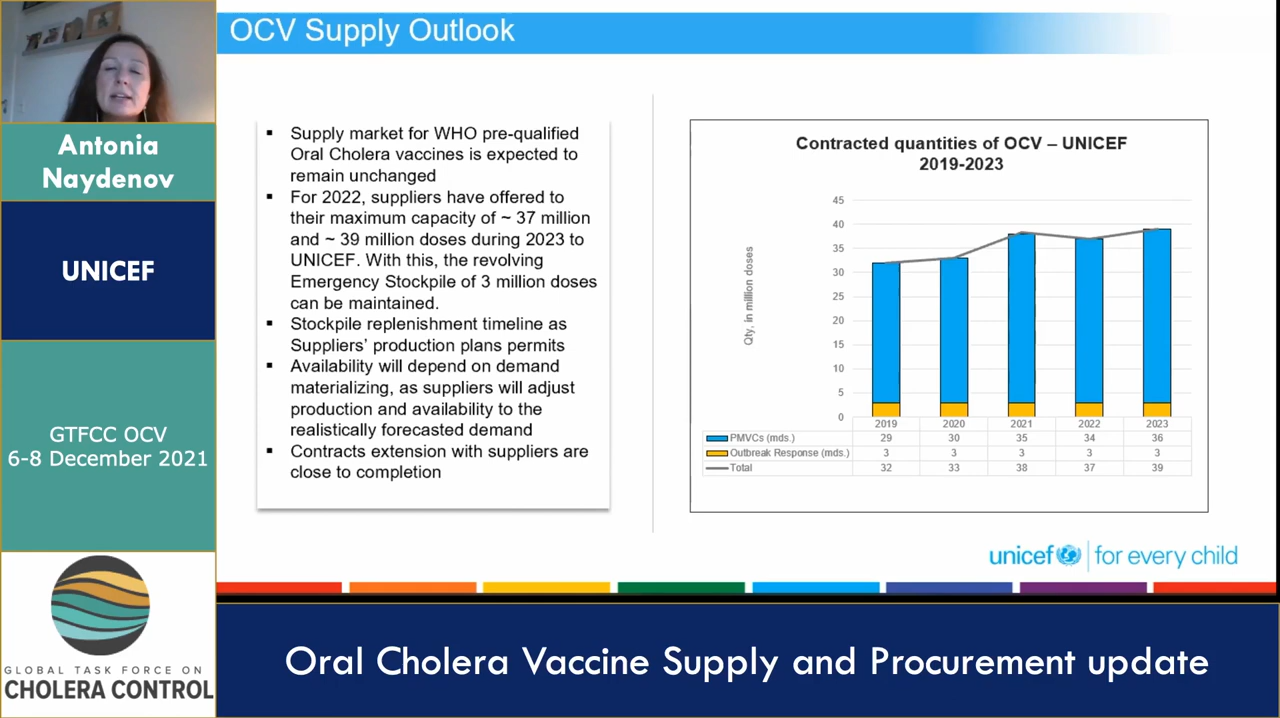 OCV Supply Outlook
Antonia
Naydenov
UNICEF
GTFCC OCV
6-8 December 2021
GLOBAL TASK FORCE ON
CHOLERA CONTROL
▪ Supply market for WHO pre-qualified
Oral Cholera vaccines is expected to
remain unchanged
▪ For 2022, suppliers have offered to
their maximum capacity of ~ 37 million
and ~ 39 million doses during 2023 to
UNICEF. With this, the revolving
Emergency Stockpile of 3 million doses
can be maintained.
▪ Stockpile replenishment timeline as
Suppliers' production plans permits
▪ Availability will depend on demand
materializing, as suppliers will adjust
production and availability to the
realistically forecasted demand
▪ Contracts extension with suppliers are
close to completion
Contracted quantities of OCV – UNICEF
2019-2023
Qty, in million doses
45
40
35
30
25
20
15
10
5
0
2019 2020 2021 2022 2023
PMVCs (mds.) 29 30 35 34 36
Outbreak Response (mds.) 3 3 3 3 3
Total 32 33 38 37 39
unicef | for every child
Oral Cholera Vaccine Supply and Procurement update